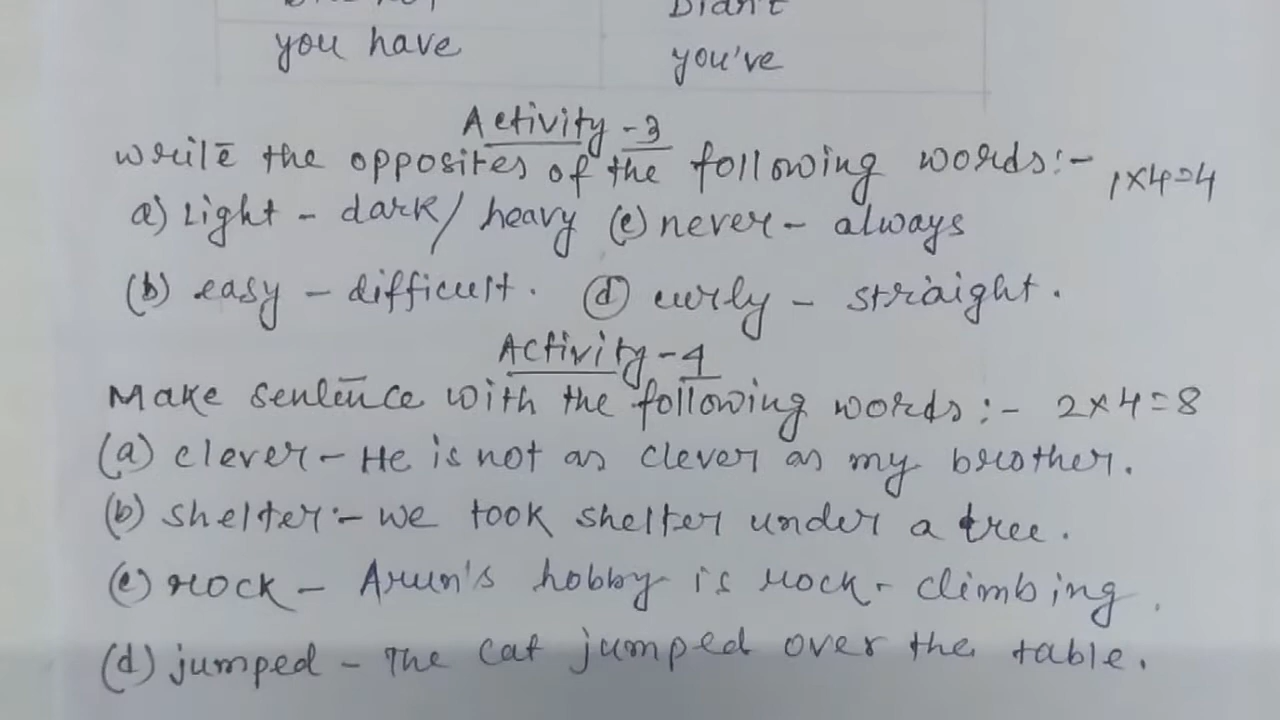 Didn't
you have you've
Activity-3
write the opposites of the following words:- 1×4=4
a) Light - dark/ heavy (c) never - always
(b) easy - difficult. (d) curly - straight.
Activity-4
Make sentence with the following words:- 2×4=8
(a) clever - He is not as clever as my brother.
(b) shelter:- we took shelter under a tree.
(c) rock - Arun's hobby is rock-climbing.
(d) jumped - The cat jumped over the table.